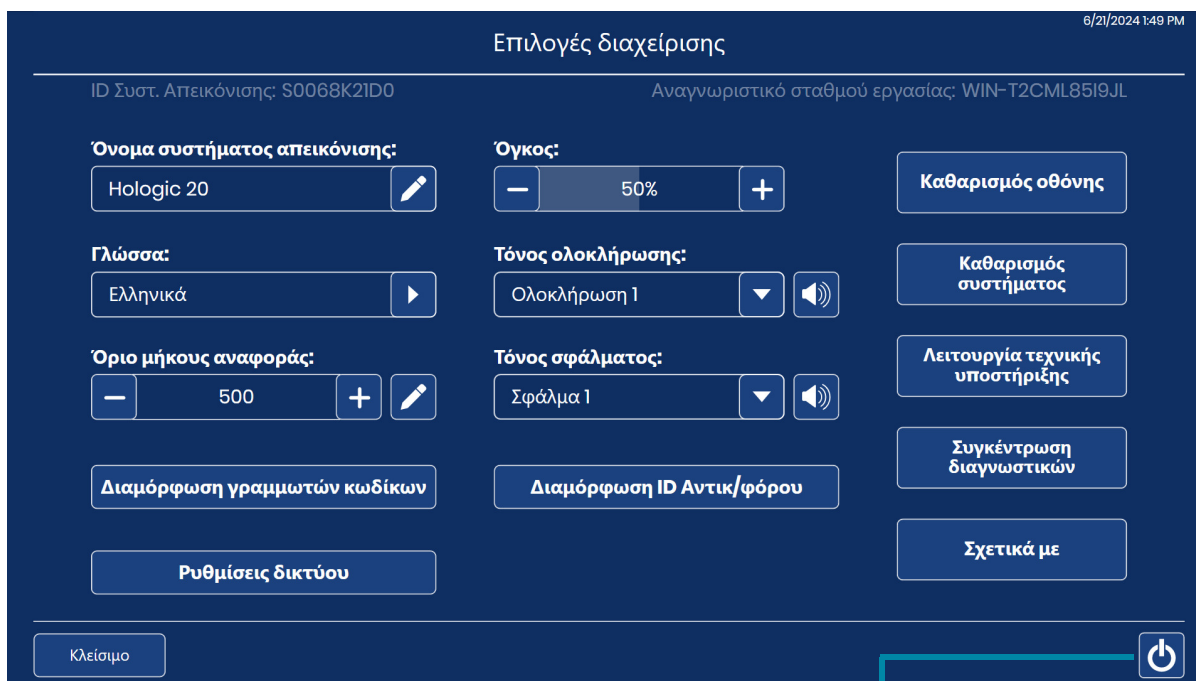 6/21/2024 1:49 PM
Επιλογές διαχείρισης
ID Συστ. Απεικόνισης: S0068K21D0
Αναγνωριστικό σταθμού εργασίας: WIN-T2CML85I9JL
Όνομα συστήματος απεικόνισης:
Hologic 20
Γλώσσα:
Ελληνικά
Όριο μήκους αναφοράς:
500
Διαμόρφωση γραμμωτών κωδίκων
Ρυθμίσεις δικτύου
Όγκος:
50%
Τόνος ολοκλήρωσης:
Ολοκλήρωση 1
Τόνος σφάλματος:
Σφάλμα 1
Διαμόρφωση ID Αντικ/φόρου
Καθαρισμός οθόνης
Καθαρισμός
συστήματος
Λειτουργία τεχνικής
υποστήριξης
Συγκέντρωση
διαγνωστικών
Σχετικά με
Κλείσιμο